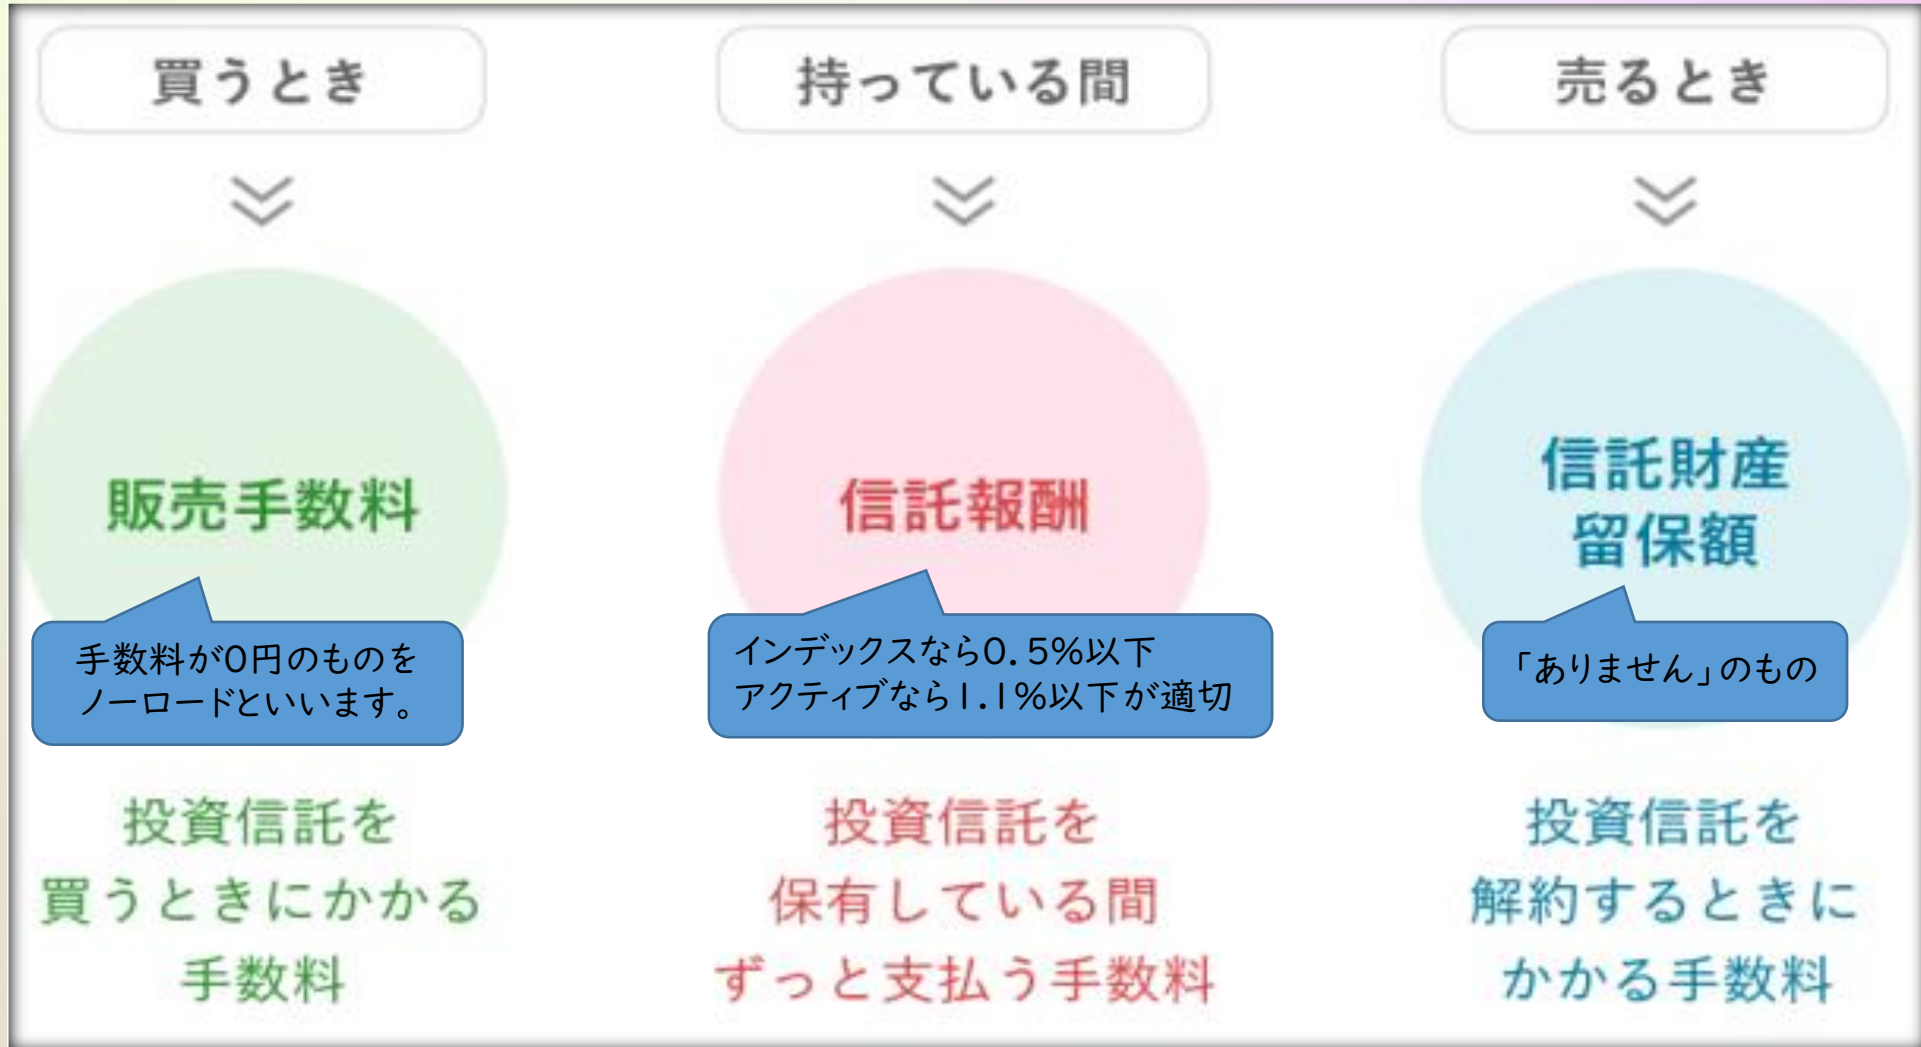 買うとき
持っている間
売るとき
販売手数料
信託報酬
信託財産
留保額
手数料が0円のものを
ノーロードといいます。
インデックスなら0.5%以下
アクティブなら1.1%以下が適切
「ありません」のもの
投資信託を
買うときにかかる
手数料
投資信託を
保有している間
ずっと支払う手数料
投資信託を
解約するときに
かかる手数料